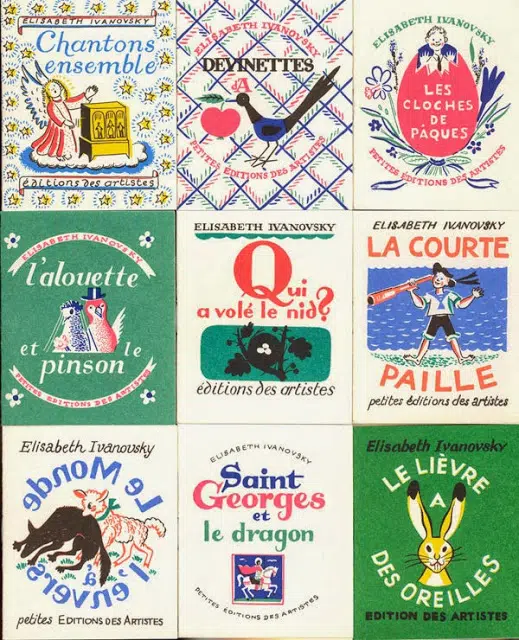 ELISABETH IVANOVSKY
Chantons
ensemble
éditions des artistes
ELISABETH IVANOVSKY
DEVINETTES
d'A
PETITES EDITIONS DES ARTISTES
ELISABETH IVANOVSKY
LES
CLOCHES
DE
PÂQUES
PETITES ÉDITIONS DES ARTISTES
ELISABETH IVANOVSKY
l'alouette
et le
pinson
PETITES EDITIONS DES ARTISTES
ELISABETH IVANOVSKY
Qui
a volé le nid?
éditions des artistes
ELISABETH IVANOVSKY
LA COURTE
PAILLE
petites éditions des artistes
Elisabeth Ivanovsky
Le Monde
à
l'envers
petites EDITIONS DES ARTISTES
ELISABETH IVANOVSKY
Saint
Georges
et
le dragon
PETITES EDITIONS DES ARTISTES
Elisabeth Ivanovsky
LE LIÈVRE
A
DES OREILLES
EDITION DES ARTISTES